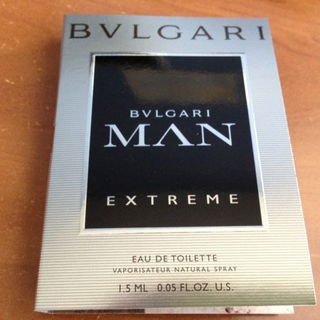 BVLGARI
BVLGARI
MAN
EXTREME
EAU DE TOILETTE
VAPORISATEUR NATURAL SPRAY
1.5 ML 0.05 FL.OZ. U.S.